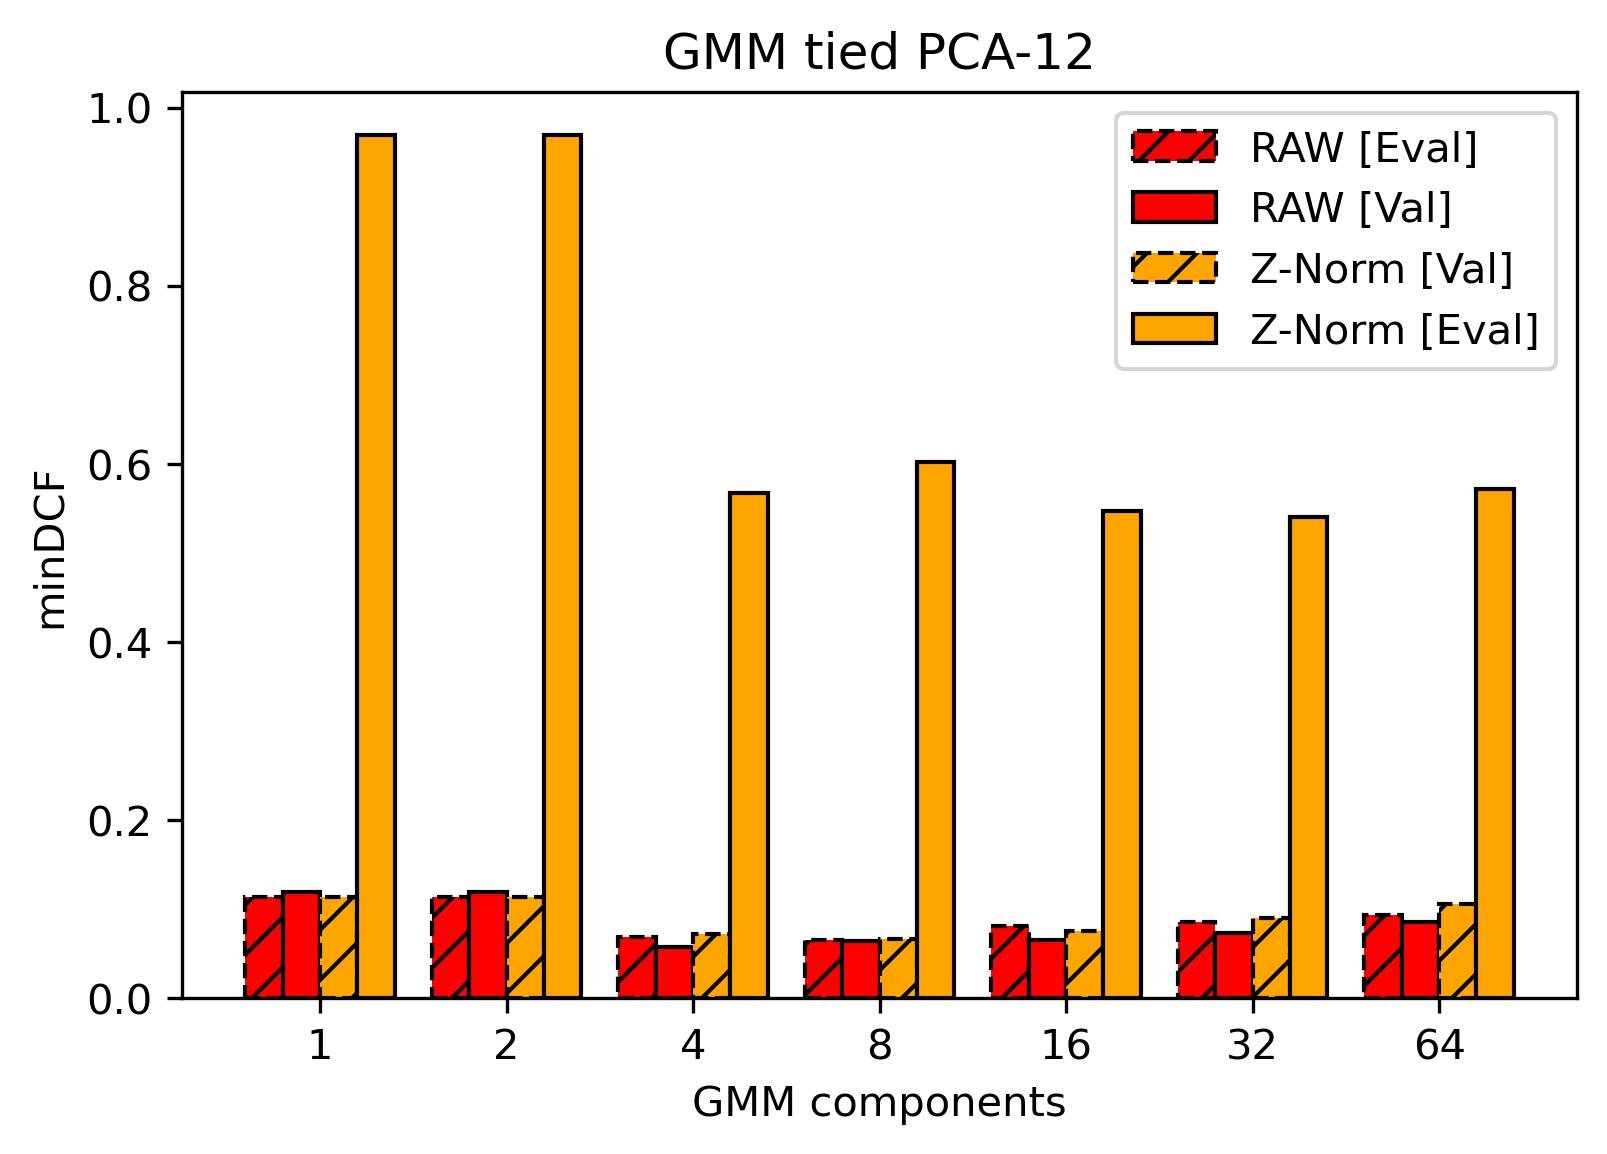 GMM tied PCA-12
1.0
0.8
0.6
0.4
0.2
0.0
minDCF
RAW [Eval]
RAW [Val]
Z-Norm [Val]
Z-Norm [Eval]
1 2 4 8 16 32 64
GMM components